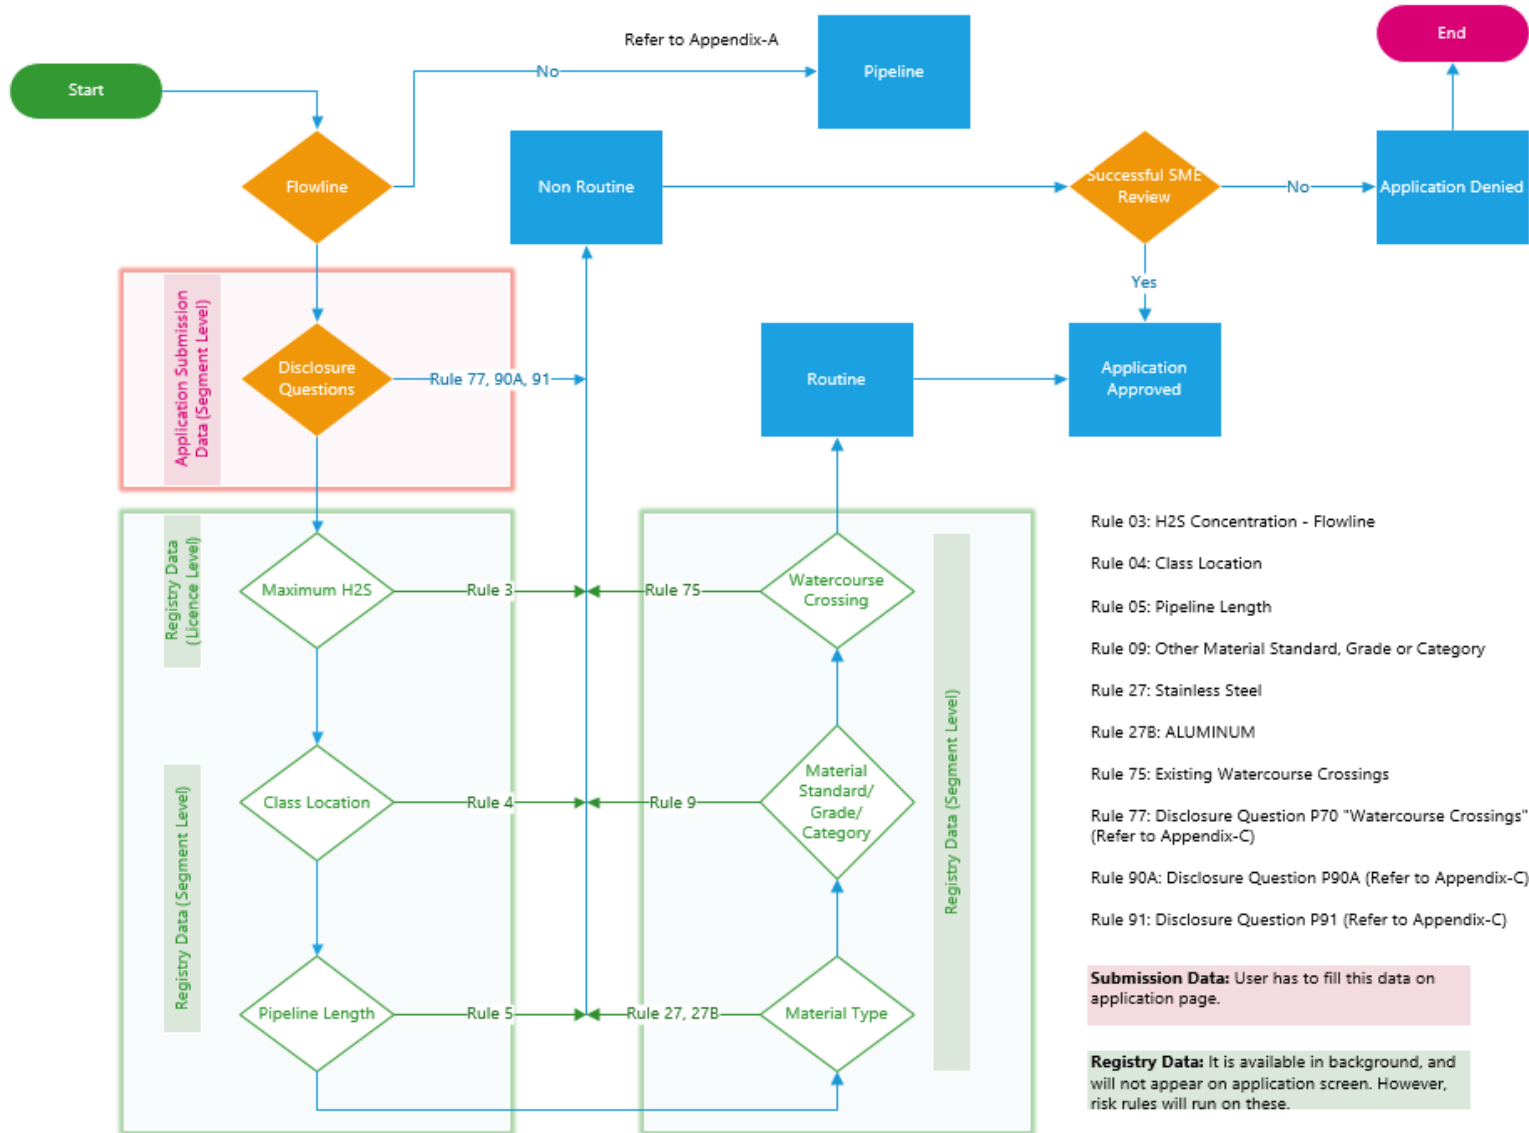 Refer to Appendix-A
End
Start
No
Pipeline
Flowline
Non Routine
Successful SME
Review
No
Application Denied
Yes
Application Submission
Data (Segment Level)
Disclosure
Questions
Rule 77, 90A, 91
Routine
Application
Approved
Registry Data
(Licence Level)
Maximum H2S
Rule 3
Rule 75
Watercourse
Crossing
Registry Data (Segment Level)
Class Location
Rule 4
Rule 9
Material
Standard/
Grade/
Category
Registry Data (Segment Level)
Pipeline Length
Rule 5
Rule 27, 27B
Material Type
Rule 03: H2S Concentration - Flowline
Rule 04: Class Location
Rule 05: Pipeline Length
Rule 09: Other Material Standard, Grade or Category
Rule 27: Stainless Steel
Rule 27B: ALUMINUM
Rule 75: Existing Watercourse Crossings
Rule 77: Disclosure Question P70 "Watercourse Crossings"
(Refer to Appendix-C)
Rule 90A: Disclosure Question P90A (Refer to Appendix-C)
Rule 91: Disclosure Question P91 (Refer to Appendix-C)
Submission Data: User has to fill this data on
application page.
Registry Data: It is available in background, and
will not appear on application screen. However,
risk rules will run on these.